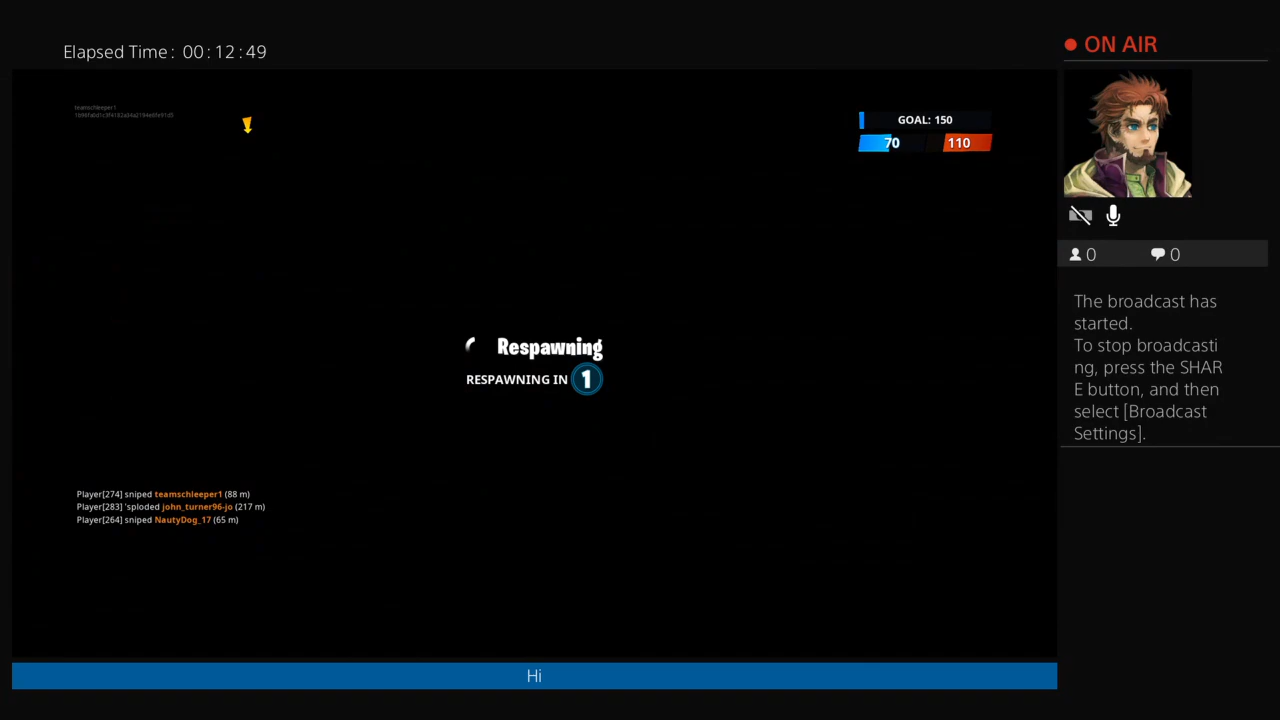 Elapsed Time: 00:12:49
ON AIR
teamschleeper1
GOAL: 150
70 110
0 0
The broadcast has
started.
To stop broadcasti
ng, press the SHAR
E button, and then
select [Broadcast
Settings].
Respawning
RESPAWNING IN 1
Player[274] sniped teamschleeper1 (88 m)
Player[283] 'sploded john_turner96-jo (217 m)
Player[264] sniped NautyDog_17 (65 m)
Hi